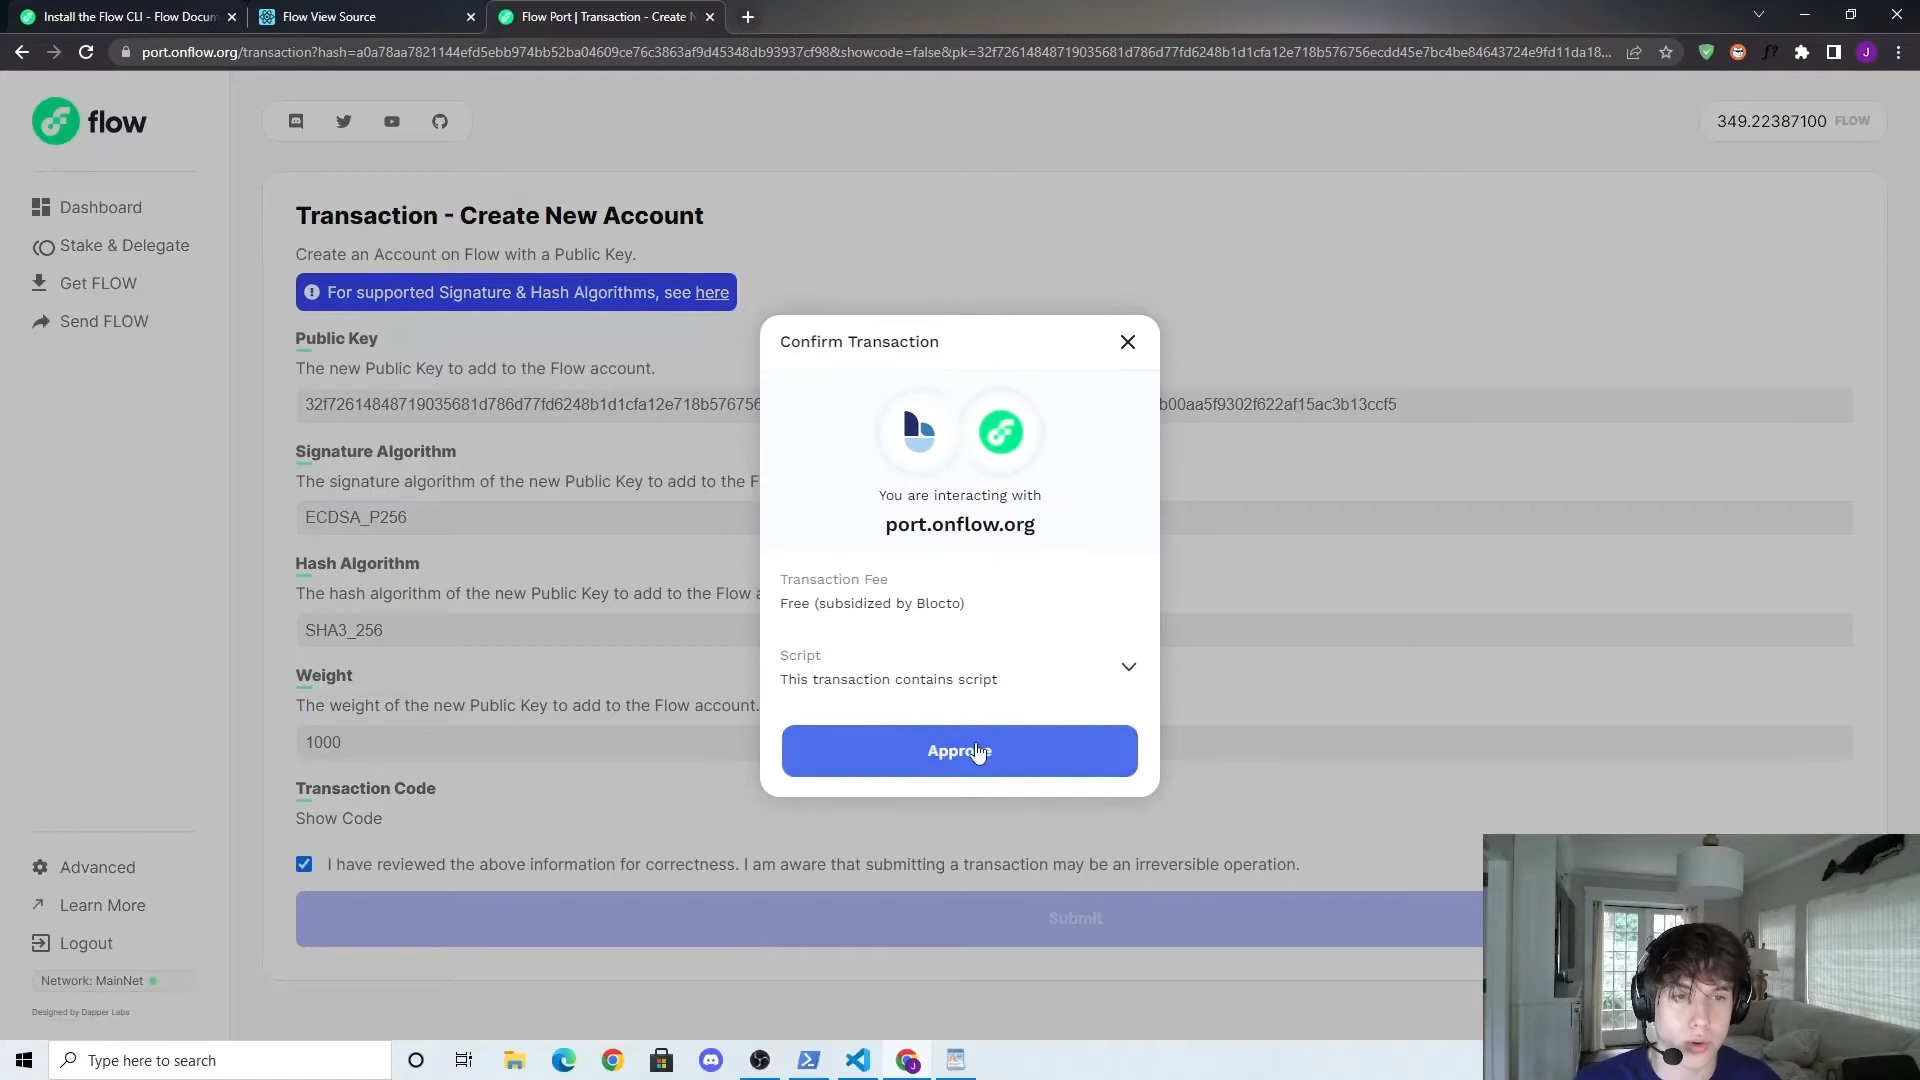 Install the Flow CLI - Flow Docum
Flow View Source
Flow Port | Transaction - Create N
port.onflow.org/transaction?hash=a0a78aa7821144efd5ebb974bb52ba04609ce76c3863af9d45348db93937cf98&showcode=false&pk=32f72614848719035681d786d77fd6248b1d1cfa12e718b576756ecdd45e7bc4be84643724e9fd11da18...
J
flow
349.22387100 FLOW
Dashboard
Stake & Delegate
Get FLOW
Send FLOW
Transaction - Create New Account
Create an Account on Flow with a Public Key.
For supported Signature & Hash Algorithms, see here
Public Key
The new Public Key to add to the Flow account.
32f72614848719035681d786d77fd6248b1d1cfa12e718b576756
b00aa5f9302f622af15ac3b13ccf5
Signature Algorithm
The signature algorithm of the new Public Key to add to the F
ECDSA_P256
Hash Algorithm
The hash algorithm of the new Public Key to add to the Flow a
SHA3_256
Weight
The weight of the new Public Key to add to the Flow account.
1000
Transaction Code
Show Code
I have reviewed the above information for correctness. I am aware that submitting a transaction may be an irreversible operation.
Submit
Confirm Transaction
You are interacting with
port.onflow.org
Transaction Fee
Free (subsidized by Blocto)
Script
This transaction contains script
Approve
Advanced
Learn More
Logout
Network: MainNet
Designed by Dapper Labs
Type here to search